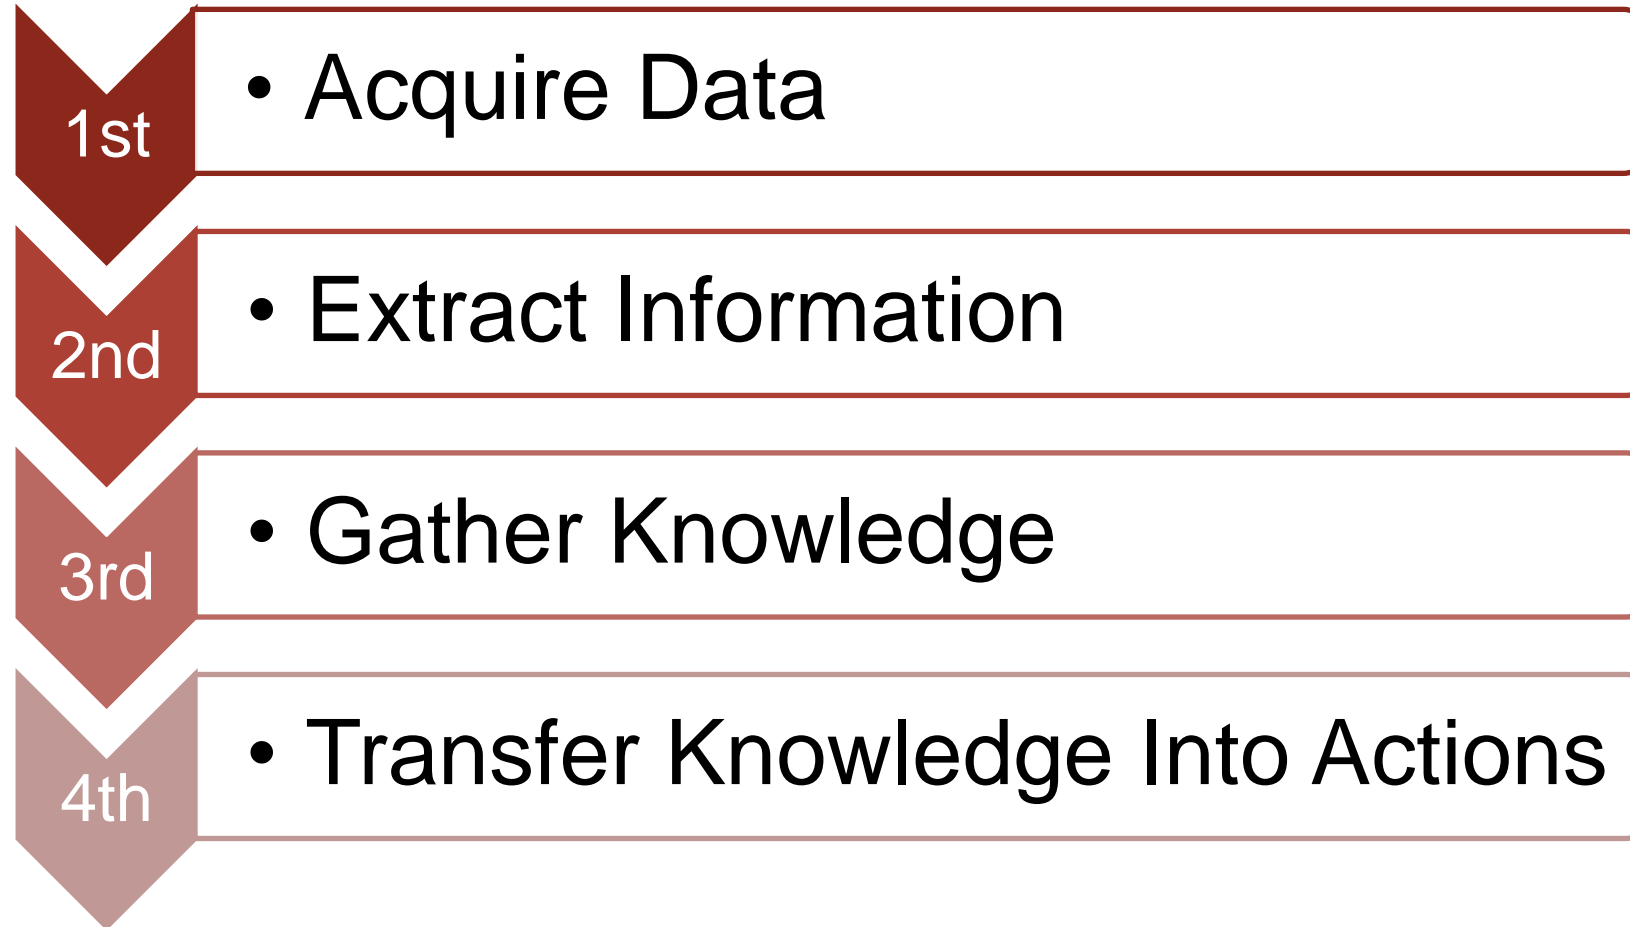 1st
• Acquire Data
2nd
• Extract Information
3rd
• Gather Knowledge
4th
• Transfer Knowledge Into Actions